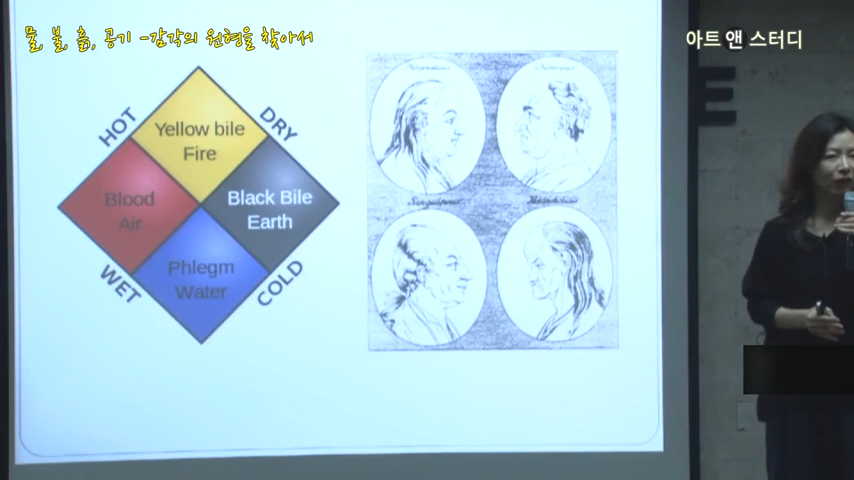 물, 불, 흙, 공기 -감각의 원형을 찾아서
아트 앤 스터디
HOT
DRY
Yellow bile
Fire
Blood
Air
Black Bile
Earth
Phlegm
Water
WET
COLD
E